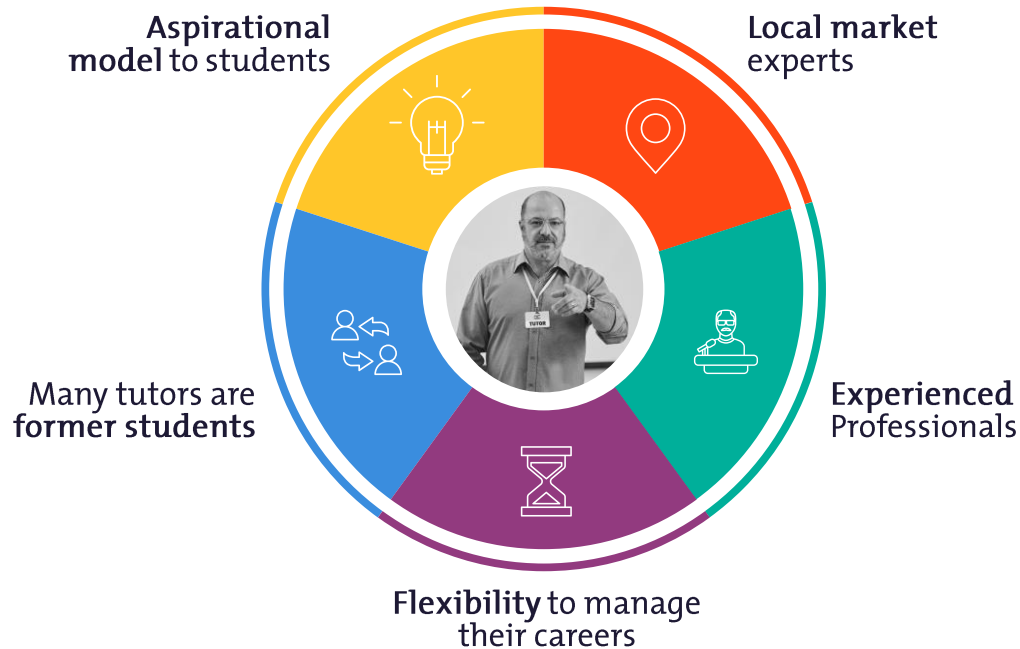 Aspirational
model to students
Local market
experts
TUTOR
Many tutors are
former students
Experienced
Professionals
Flexibility to manage
their careers